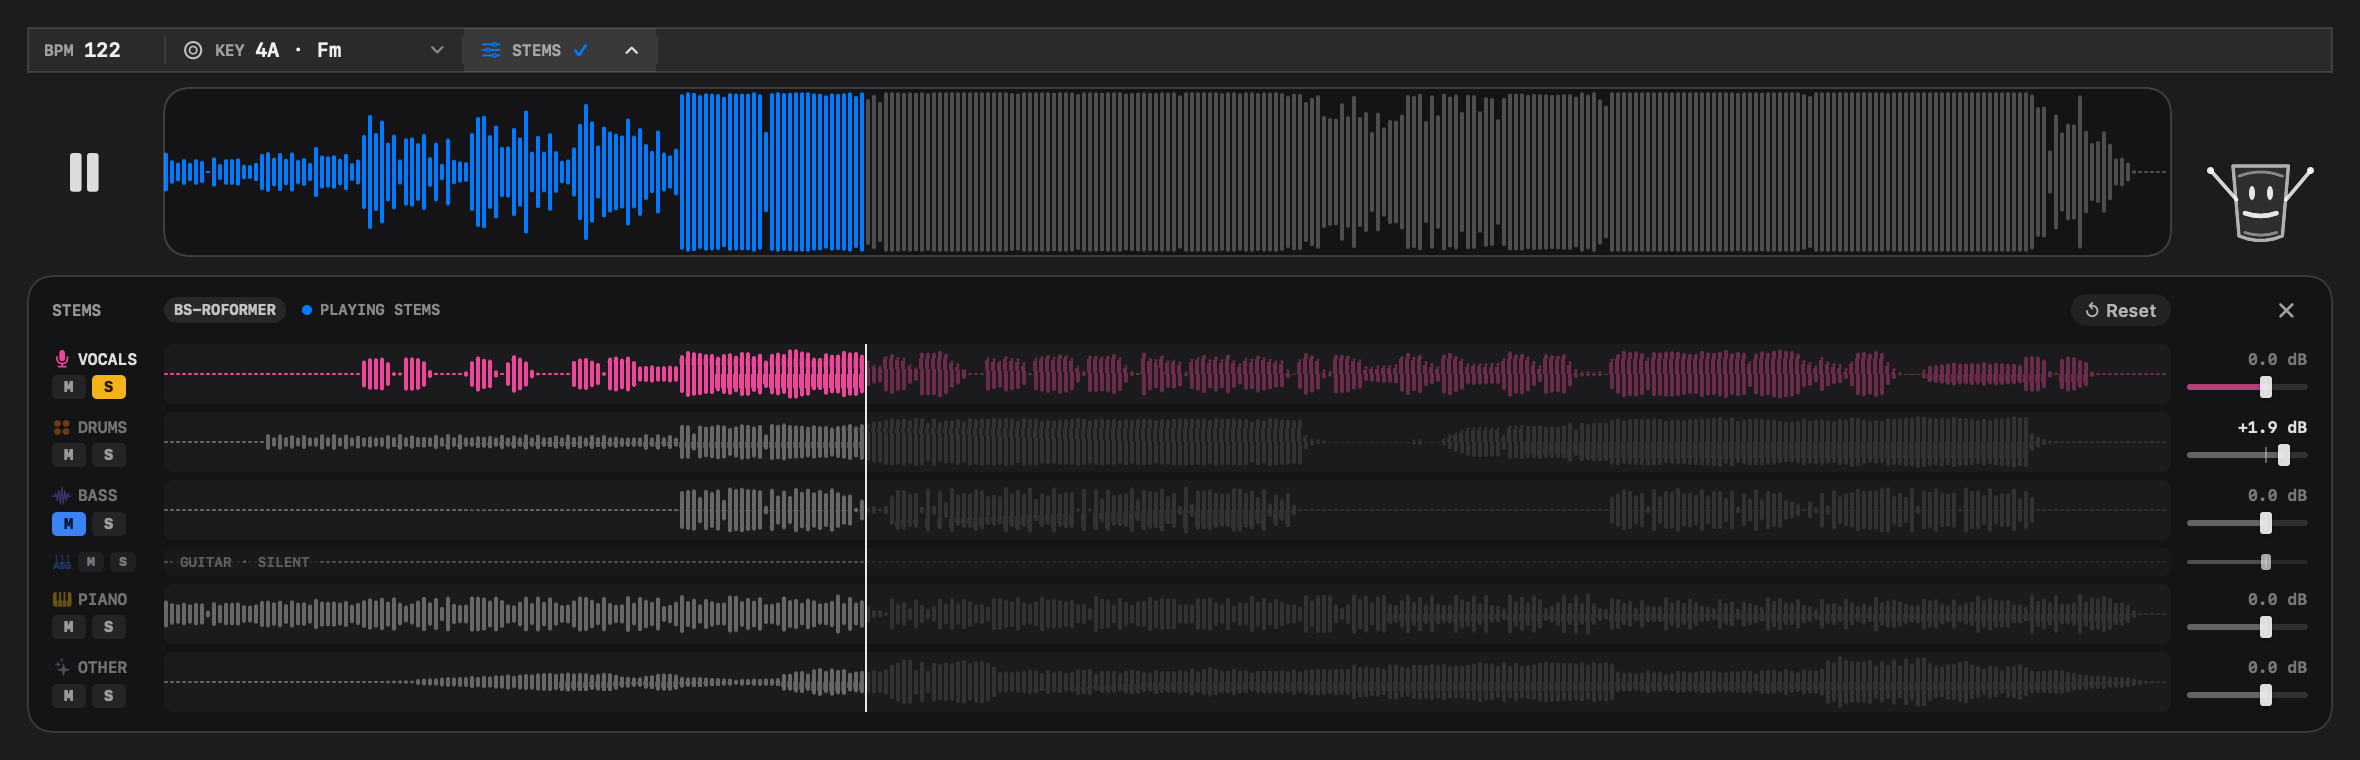 BPM 122 KEY 4A · Fm STEMS
STEMS BS-ROFORMER PLAYING STEMS Reset
VOCALS 0.0 dB
M S
DRUMS +1.9 dB
M S
BASS 0.0 dB
M S
M S GUITAR · SILENT
PIANO 0.0 dB
M S
OTHER 0.0 dB
M S